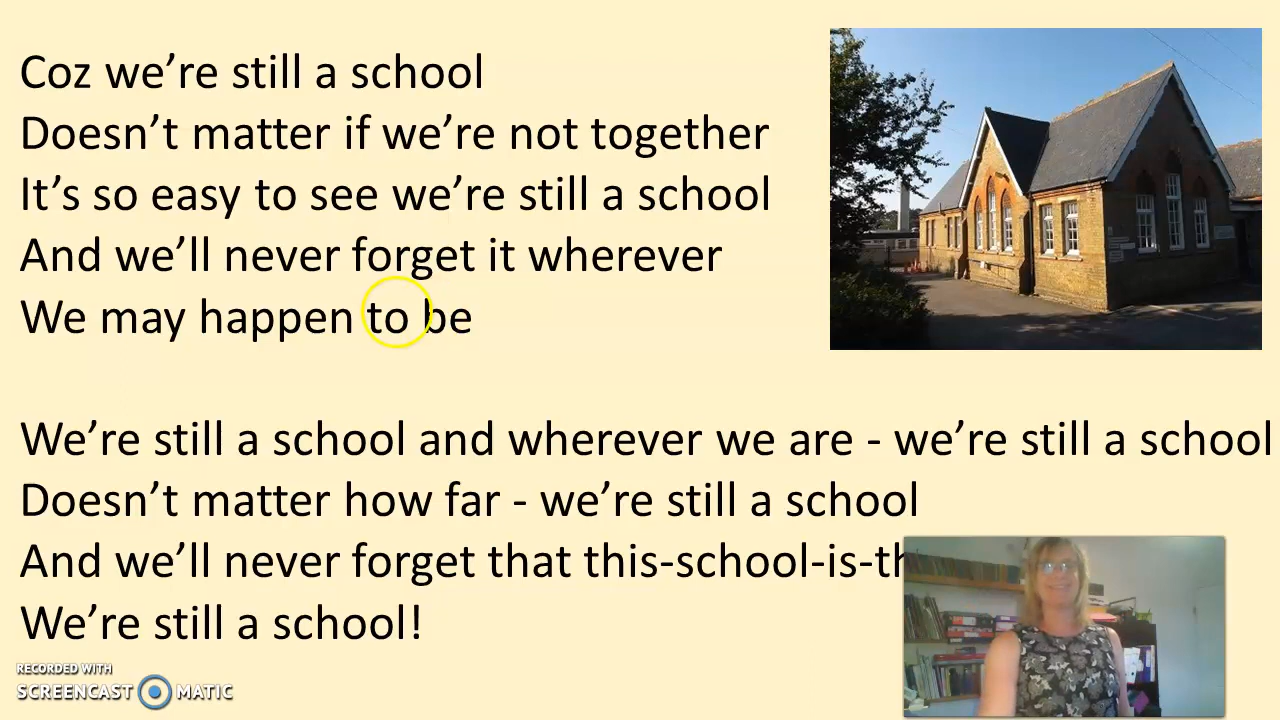 Coz we’re still a school
Doesn’t matter if we’re not together
It’s so easy to see we’re still a school
And we’ll never forget it wherever
We may happen to be
We’re still a school and wherever we are - we’re still a school
Doesn’t matter how far - we’re still a school
And we’ll never forget that this-school-is-th
We’re still a school!
RECORDED WITH
SCREENCAST MATIC